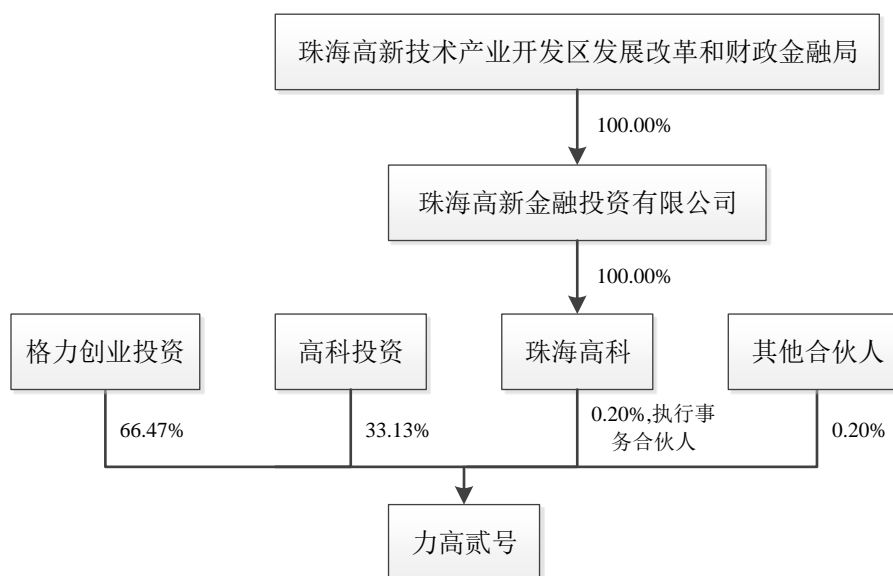 珠海高新技术产业开发区发展改革和财政金融局
100.00%
珠海高新金融投资有限公司
100.00%
格力创业投资
高科投资
珠海高科
其他合伙人
66.47%
33.13%
0.20%,执行事
务合伙人
0.20%
力高贰号